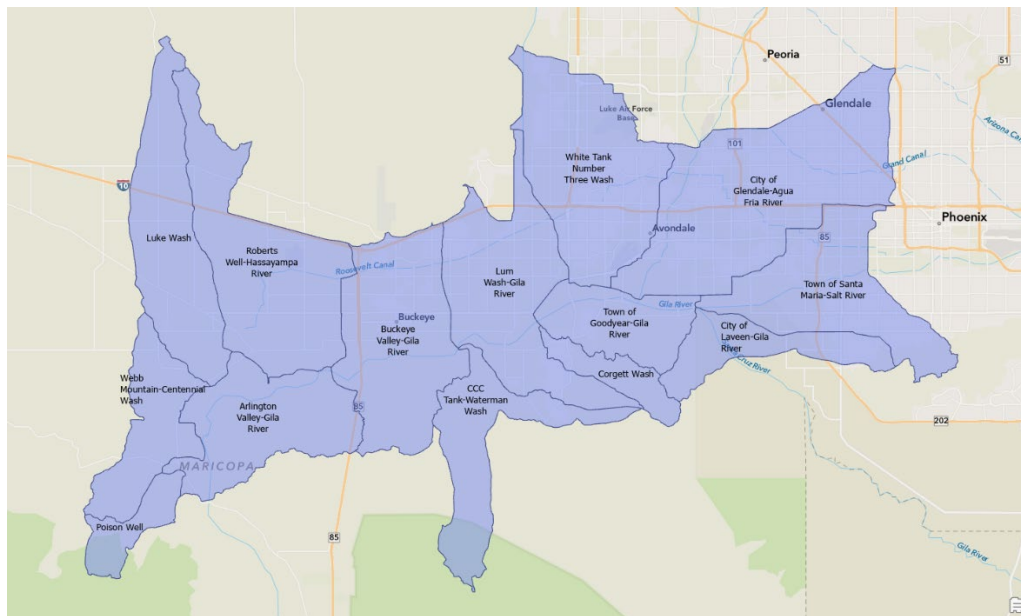 Peoria
51
Luke Air Force
Base
Glendale
Arizona Ca
101
White Tank
Number
Three Wash
Grand Canal
City of
Glendale-Agua
Fria River
10
Phoenix
Luke Wash
Avondale
85
Roberts
Well-Hassayampa
River
Roosevelt Canal
Lum
Wash-Gila
River
Town of Santa
Maria-Salt River
Gila River
Buckeye
Buckeye
Valley-Gila
River
Town of
Goodyear-Gila
River
City of
Laveen-Gila
River
Cruz River
Corgett Wash
Webb
Mountain-Centennial
Wash
Arlington
Valley-Gila
River
85
CCC
Tank-Waterman
Wash
202
MARICOPA
Poison Well
85
Gila River